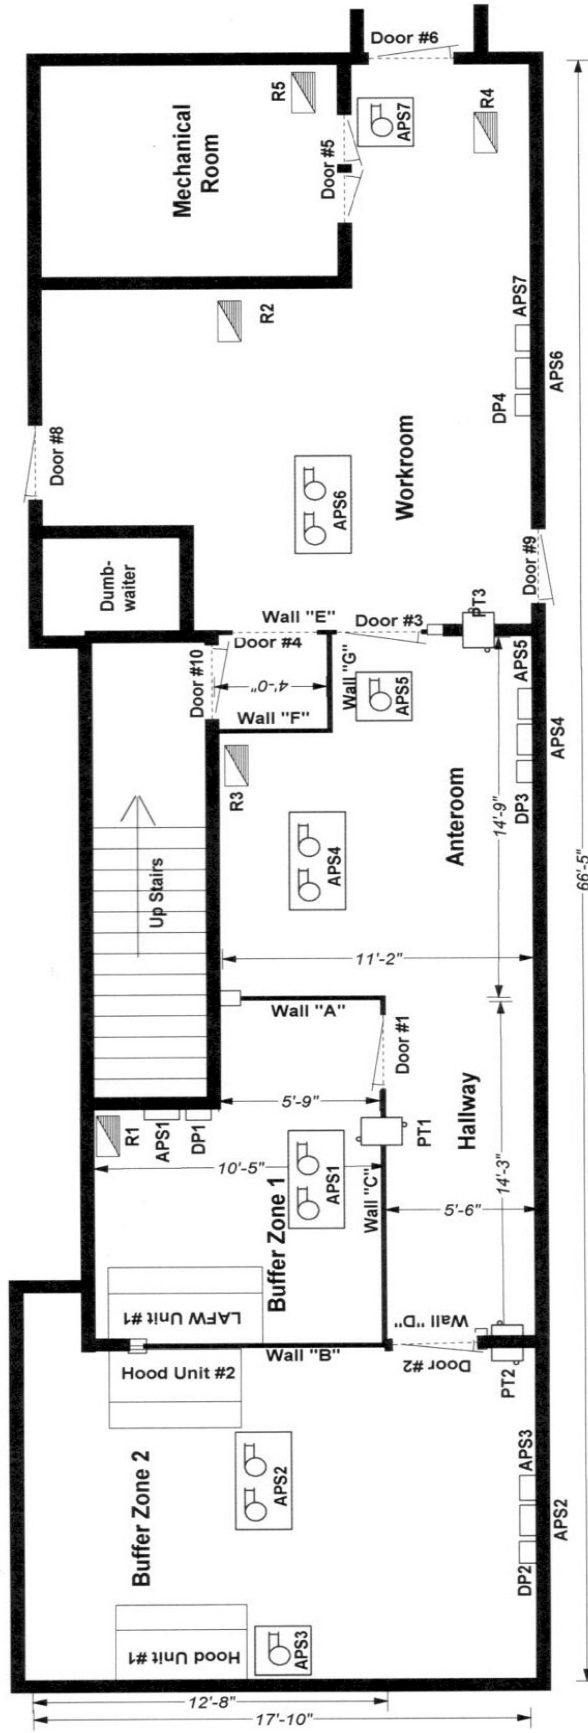 Door #6
R5
APS7
R4
Mechanical
Room
Door #5
R2
DP4
APS7
APS6
Door #8
APS6
Workroom
Dumb-
waiter
Door #9
PT3
Wall "E"
Door #3
Door #4
Door #10
4'-0"
Wall "G"
Wall "F"
APS5
APS5
APS4
DP3
R3
APS4
Anteroom
14'-9"
Up Stairs
11'-2"
66'-5"
Wall "A"
Door #1
5'-9"
Hallway
R1
APS1
DP1
10'-5"
APS1
PT1
Wall "C"
5'-6"
14'-3"
Buffer Zone 1
LAFW Unit #1
Wall "B"
Wall "D"
Door #2
PT2
Hood Unit #2
Buffer Zone 2
APS2
DP2
APS3
APS2
Hood Unit #1
APS3
12'-8"
17'-10"